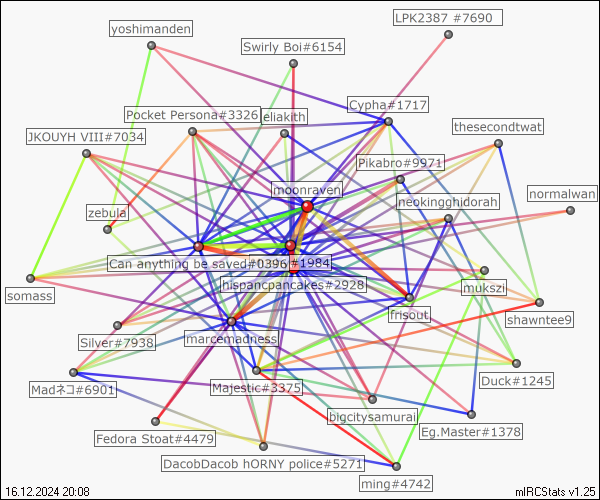 LPK2387 #7690
yoshimanden
Swirly Boi#6154
Cypha#1717
Pocket Persona#3326
eliakith
thesecondtwat
JKOUYH VIII#7034
Pikabro#9971
moonraven
normalwan
neokingghidorah
zebula
Can anything be saved#0396
#1984
hispancpancakes#2928
mukszi
somass
frisout
shawntee9
Silver#7938
marcemadness
Duck#1245
Madネコ#6901
Majestic#3375
bigcitysamurai
Eg.Master#1378
Fedora Stoat#4479
DacobDacob hORNY police#5271
ming#4742
16.12.2024 20:08
mIRCStats v1.25